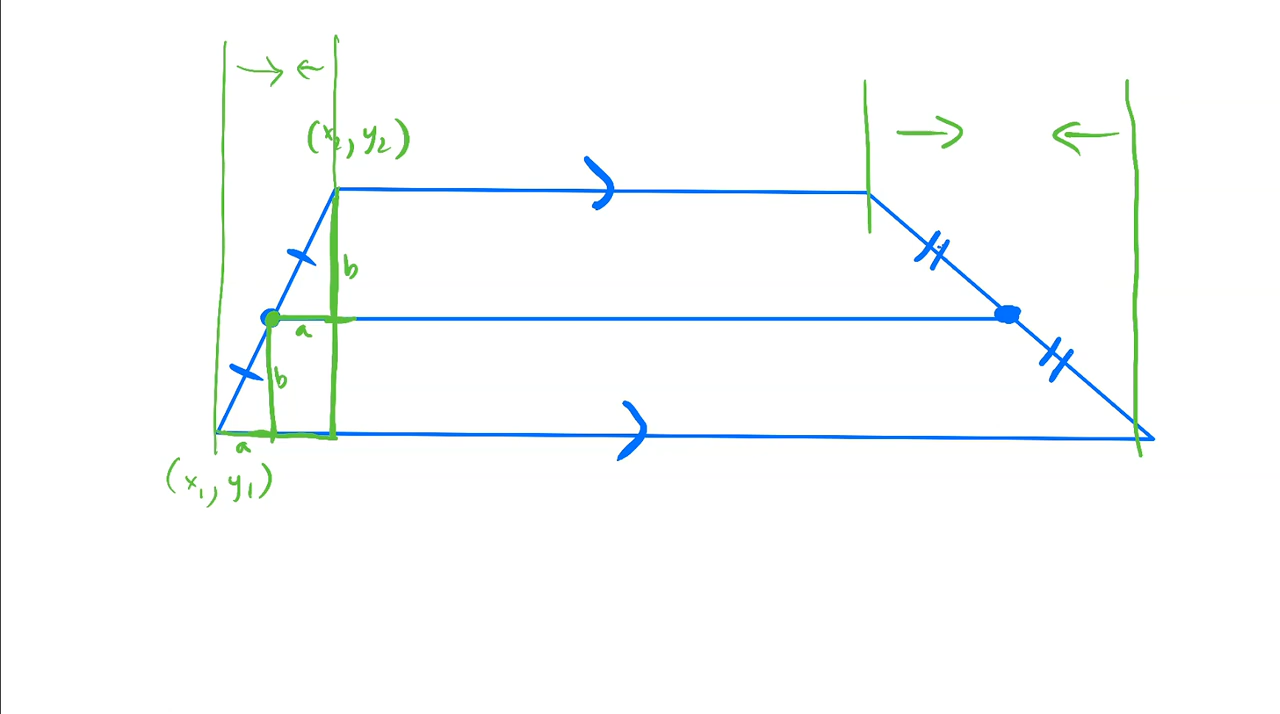 (x₂, y₂)
b
a
b
a
(x₁, y₁)